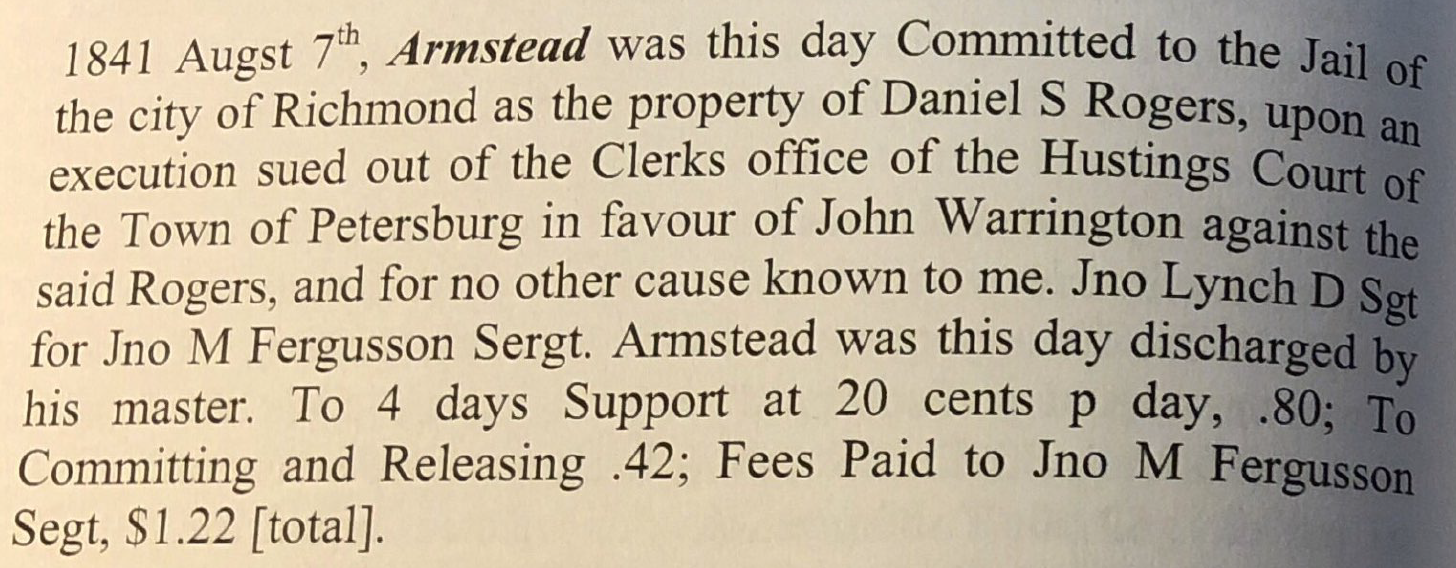 1841 Augst 7th, Armstead was this day Committed to the Jail of
the city of Richmond as the property of Daniel S Rogers, upon an
execution sued out of the Clerks office of the Hustings Court of
the Town of Petersburg in favour of John Warrington against the
said Rogers, and for no other cause known to me. Jno Lynch D Sgt
for Jno M Fergusson Sergt. Armstead was this day discharged by
his master. To 4 days Support at 20 cents p day, .80; To
Committing and Releasing .42; Fees Paid to Jno M Fergusson
Segt, $1.22 [total].